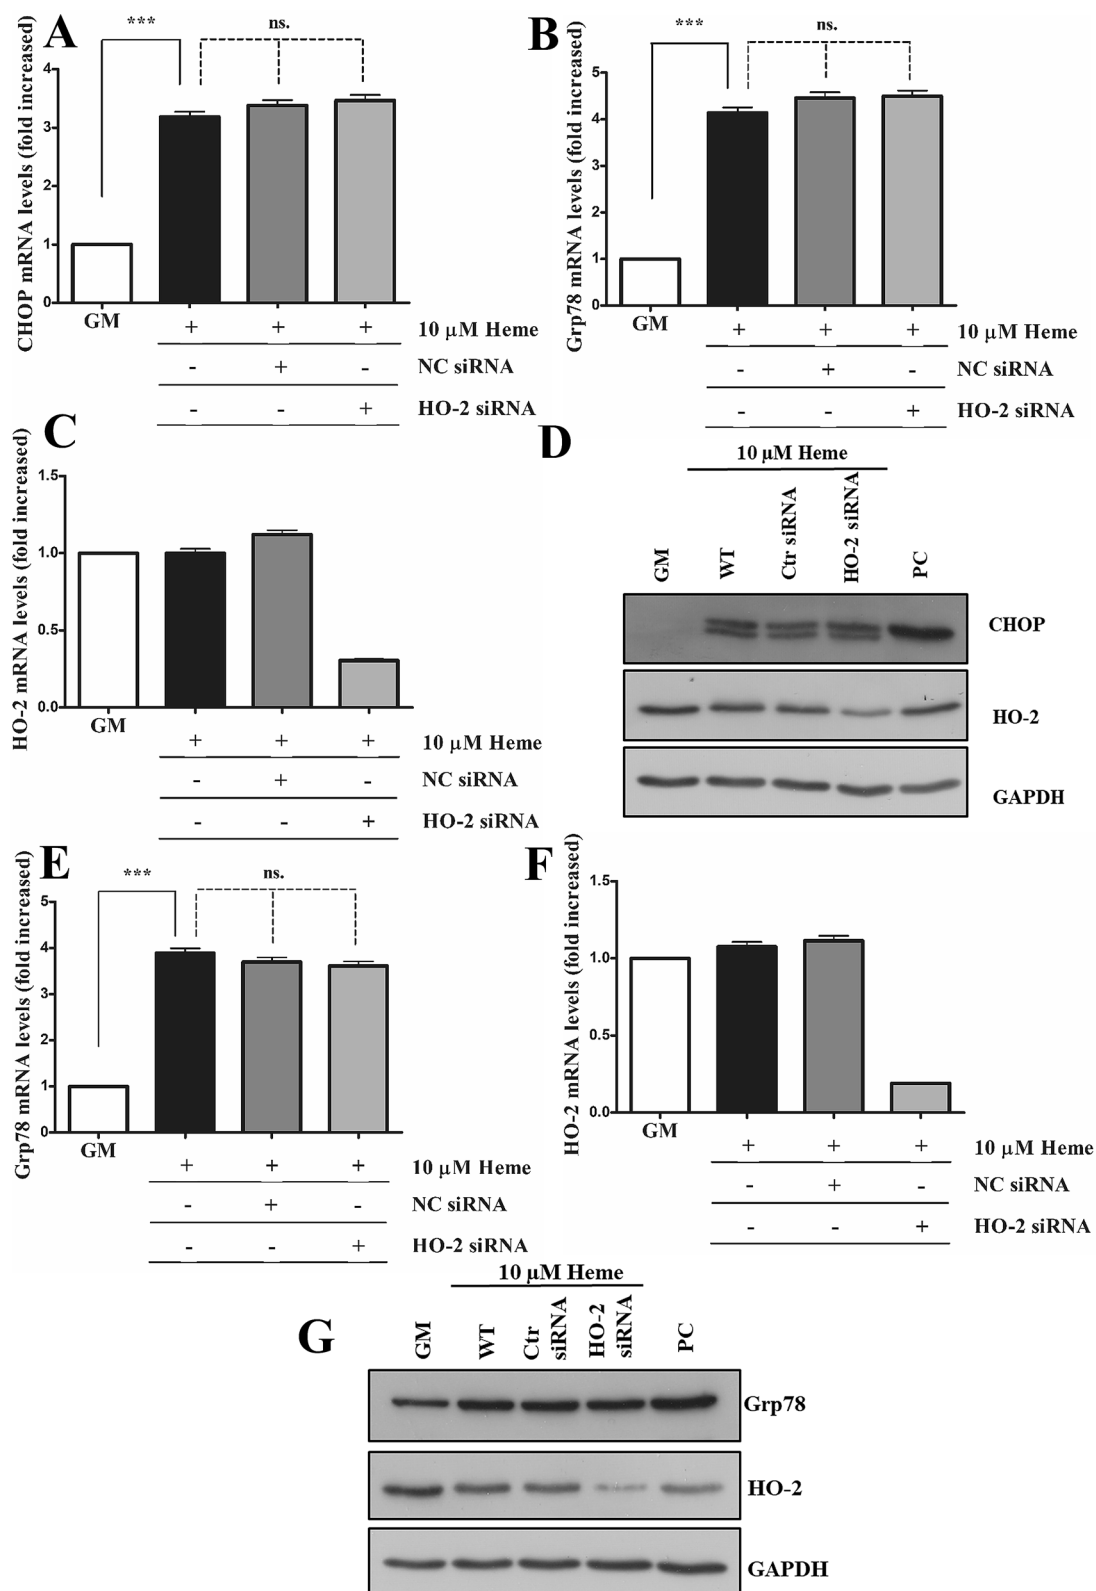 A
***
ns.
CHOP mRNA levels (fold increased)
4
3
2
1
0
GM
+ + + 10 µM Heme
- + - NC siRNA
- - + HO-2 siRNA
B
***
ns.
Grp78 mRNA levels (fold increased)
5
4
3
2
1
0
GM
+ + + 10 µM Heme
- + - NC siRNA
- - + HO-2 siRNA
C
HO-2 mRNA levels (fold increased)
1.5
1.0
0.5
0.0
GM
+ + + 10 µM Heme
- + - NC siRNA
- - + HO-2 siRNA
D
10 µM Heme
GM
WT
Ctr siRNA
HO-2 siRNA
PC
CHOP
HO-2
GAPDH
E
***
ns.
Grp78 mRNA levels (fold increased)
5
4
3
2
1
0
GM
+ + + 10 µM Heme
- + - NC siRNA
- - + HO-2 siRNA
F
HO-2 mRNA levels (fold increased)
1.5
1.0
0.5
0.0
GM
+ + + 10 µM Heme
- + - NC siRNA
- - + HO-2 siRNA
G
10 µM Heme
GM
WT
Ctr
siRNA
HO-2
siRNA
PC
Grp78
HO-2
GAPDH